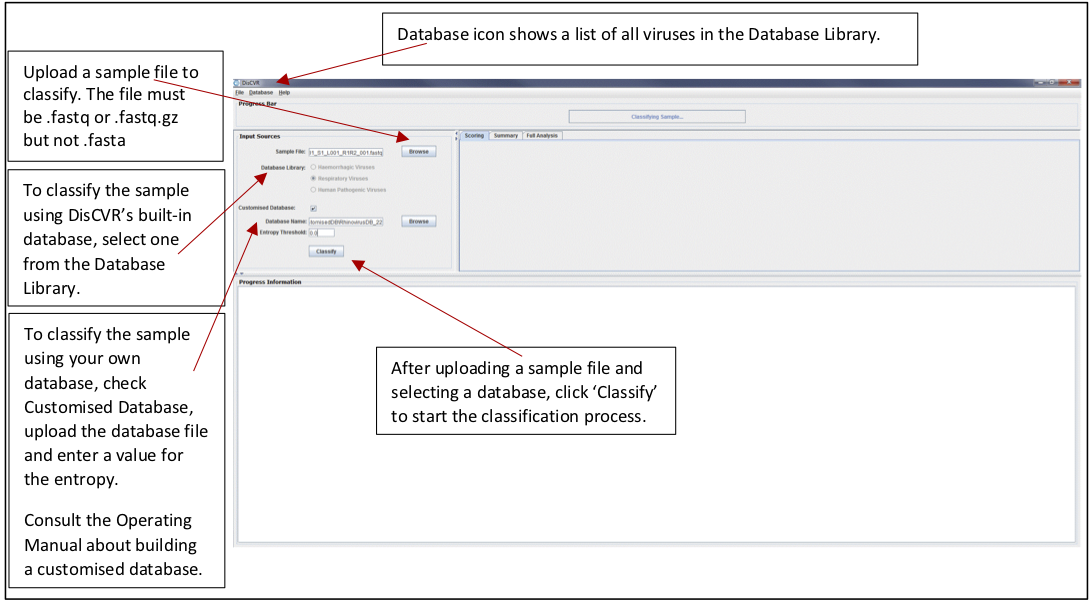 Database icon shows a list of all viruses in the Database Library.
Upload a sample file to
classify. The file must
be .fastq or .fastq.gz
but not .fasta
To classify the sample
using DisCVR's built-in
database, select one
from the Database
Library.
To classify the sample
using your own
database, check
Customised Database,
upload the database file
and enter a value for
the entropy.
Consult the Operating
Manual about building
a customised database.
DisCVR
File Database Help
Progress Bar
Classifying Sample...
Input Sources
Sample File: 01_S1_L001_R1R2_001.fastq Browse
Database Library: Haemorrhagic Viruses
Respiratory Viruses
Human Pathogenic Viruses
Customised Database:
Database Name: tomisedDB\RhinovirusDB_22 Browse
Entropy Threshold: 0.0
Classify
Scoring Summary Full Analysis
Progress Information
After uploading a sample file and
selecting a database, click ‘Classify’
to start the classification process.